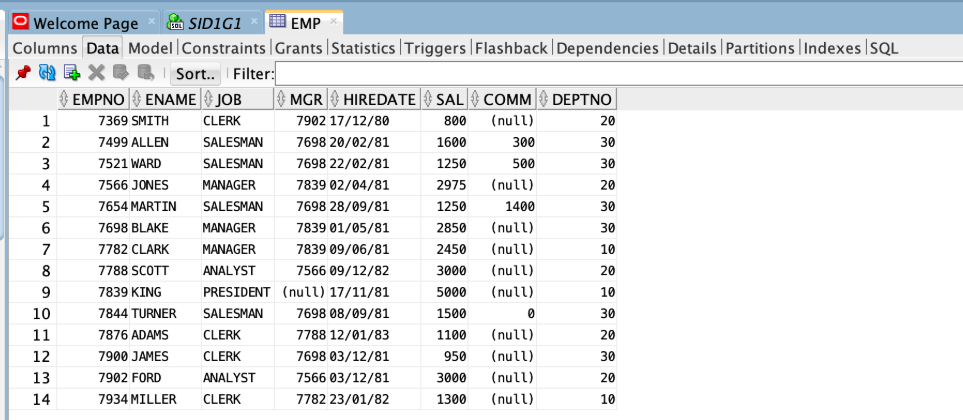 Welcome Page SID1G1 EMP
Columns Data Model Constraints Grants Statistics Triggers Flashback Dependencies Details Partitions Indexes SQL
Sort.. Filter:
EMPNO ENAME JOB MGR HIREDATE SAL COMM DEPTNO
1 7369 SMITH CLERK 7902 17/12/80 800 (null) 20
2 7499 ALLEN SALESMAN 7698 20/02/81 1600 300 30
3 7521 WARD SALESMAN 7698 22/02/81 1250 500 30
4 7566 JONES MANAGER 7839 02/04/81 2975 (null) 20
5 7654 MARTIN SALESMAN 7698 28/09/81 1250 1400 30
6 7698 BLAKE MANAGER 7839 01/05/81 2850 (null) 30
7 7782 CLARK MANAGER 7839 09/06/81 2450 (null) 10
8 7788 SCOTT ANALYST 7566 09/12/82 3000 (null) 20
9 7839 KING PRESIDENT (null) 17/11/81 5000 (null) 10
10 7844 TURNER SALESMAN 7698 08/09/81 1500 0 30
11 7876 ADAMS CLERK 7788 12/01/83 1100 (null) 20
12 7900 JAMES CLERK 7698 03/12/81 950 (null) 30
13 7902 FORD ANALYST 7566 03/12/81 3000 (null) 20
14 7934 MILLER CLERK 7782 23/01/82 1300 (null) 10